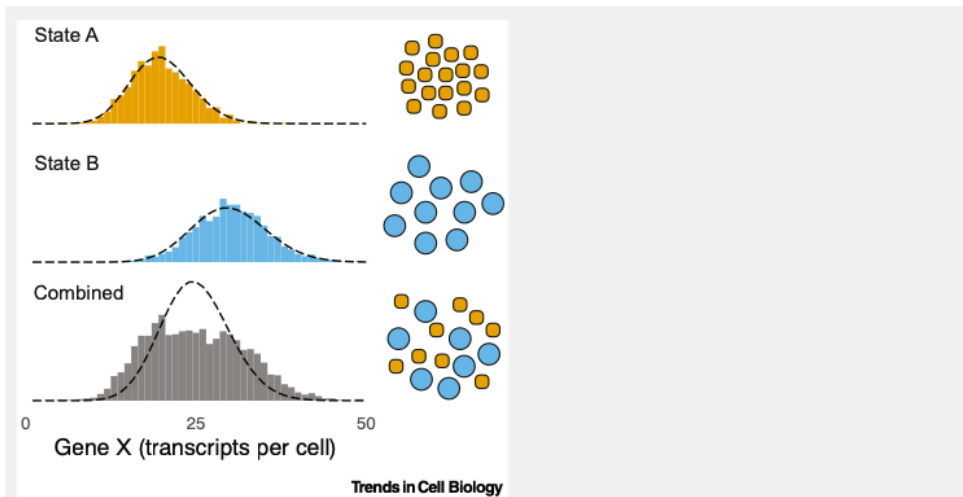 State A
State B
Combined
0 25 50
Gene X (transcripts per cell)
Trends in Cell Biology